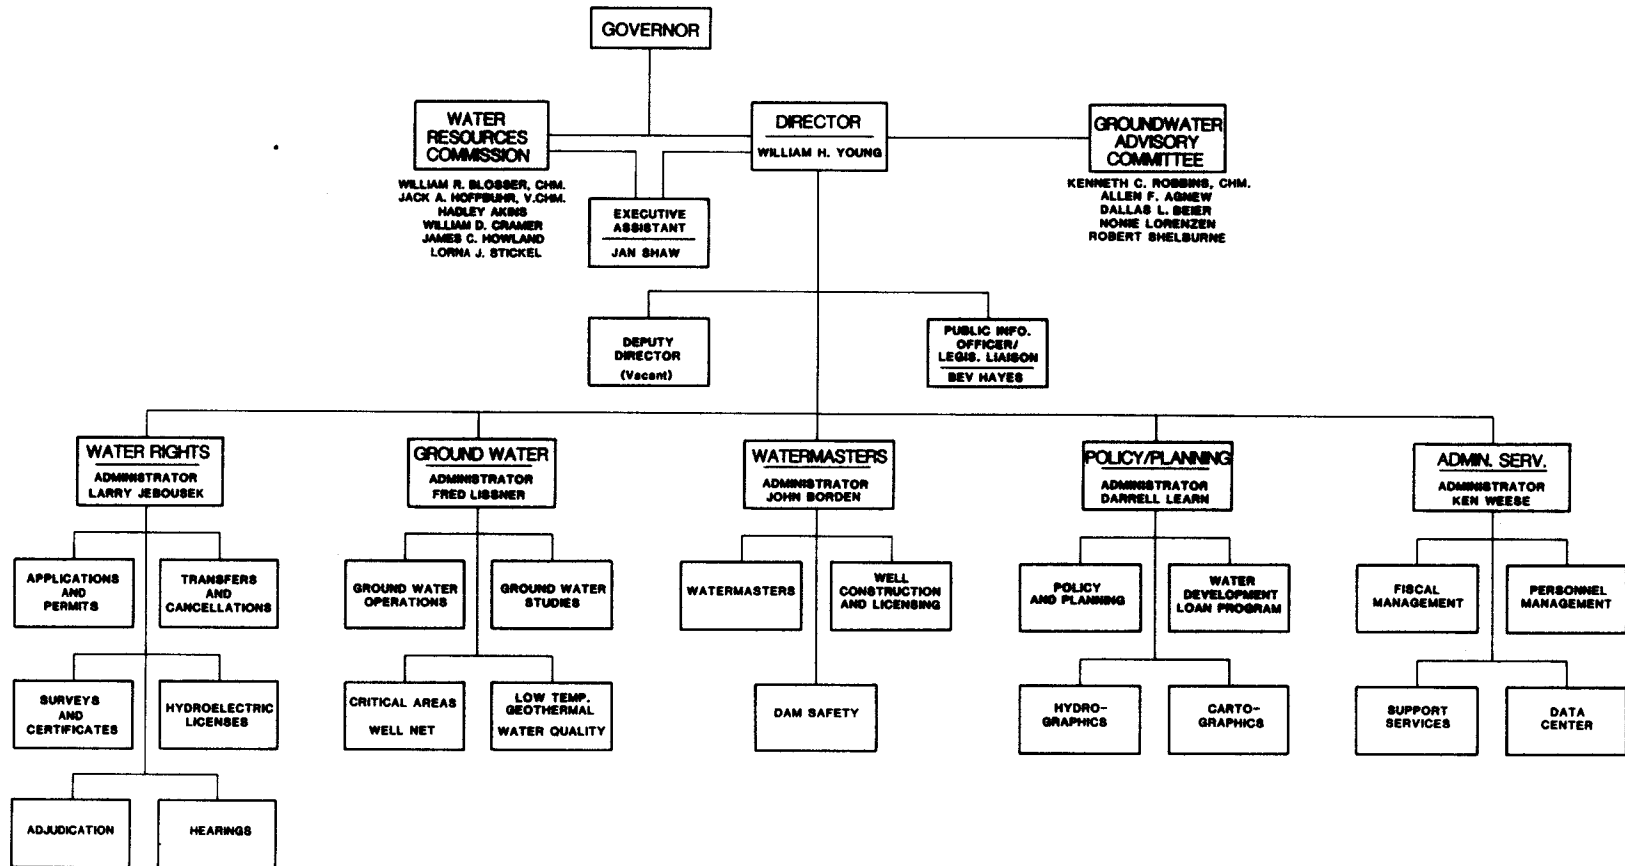 GOVERNOR
WATER
RESOURCES
COMMISSION
WILLIAM R. BLOSSER, CHM.
JACK A. HOFFBUHR, V.CHM.
HADLEY AKINS
WILLIAM D. CRAMER
JAMES C. HOWLAND
LORNA J. STICKEL
DIRECTOR
WILLIAM H. YOUNG
GROUNDWATER
ADVISORY
COMMITTEE
KENNETH C. ROBBINS, CHM.
ALLEN F. AGNEW
DALLAS L. BEIER
NONIE LORENZEN
ROBERT SHELBURNE
EXECUTIVE
ASSISTANT
JAN SHAW
DEPUTY
DIRECTOR
(Vacant)
PUBLIC INFO.
OFFICER/
LEGIS. LIAISON
BEV HAYES
WATER RIGHTS
ADMINISTRATOR
LARRY JEBOUSEK
GROUND WATER
ADMINISTRATOR
FRED LISSNER
WATERMASTERS
ADMINISTRATOR
JOHN BORDEN
POLICY/PLANNING
ADMINISTRATOR
DARRELL LEARN
ADMIN. SERV.
ADMINISTRATOR
KEN WEESE
APPLICATIONS
AND
PERMITS
TRANSFERS
AND
CANCELLATIONS
GROUND WATER
OPERATIONS
GROUND WATER
STUDIES
WATERMASTERS
WELL
CONSTRUCTION
AND LICENSING
POLICY
AND PLANNING
WATER
DEVELOPMENT
LOAN PROGRAM
FISCAL
MANAGEMENT
PERSONNEL
MANAGEMENT
SURVEYS
AND
CERTIFICATES
HYDROELECTRIC
LICENSES
CRITICAL AREAS
WELL NET
LOW TEMP.
GEOTHERMAL
WATER QUALITY
DAM SAFETY
HYDRO-
GRAPHICS
CARTO-
GRAPHICS
SUPPORT
SERVICES
DATA
CENTER
ADJUDICATION
HEARINGS